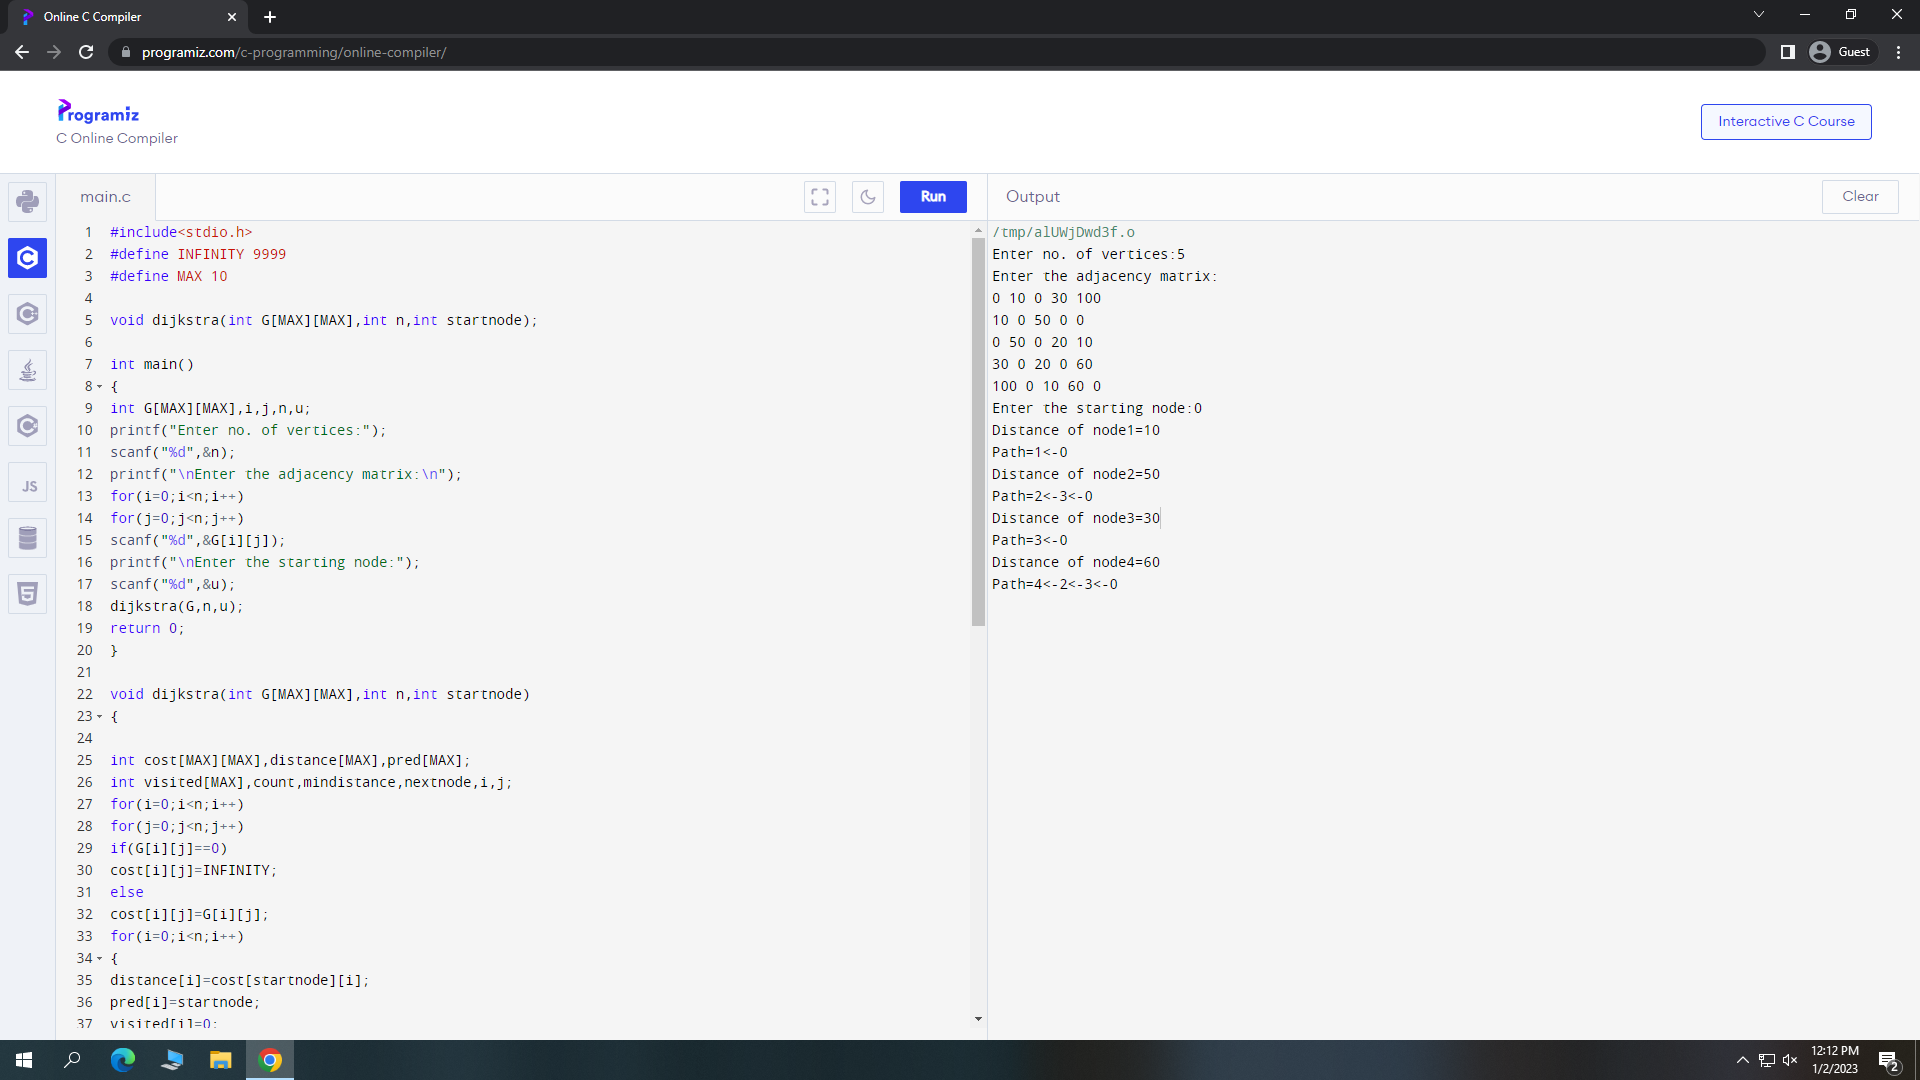 Online C Compiler
programiz.com/c-programming/online-compiler/
Guest
Programiz
C Online Compiler
Interactive C Course
main.c
Run
Output
Clear
JS
1 #include<stdio.h>
2 #define INFINITY 9999
3 #define MAX 10
4
5 void dijkstra(int G[MAX][MAX],int n,int startnode);
6
7 int main()
8 {
9 int G[MAX][MAX],i,j,n,u;
10 printf("Enter no. of vertices:");
11 scanf("%d",&n);
12 printf("\nEnter the adjacency matrix:\n");
13 for(i=0;i<n;i++)
14 for(j=0;j<n;j++)
15 scanf("%d",&G[i][j]);
16 printf("\nEnter the starting node:");
17 scanf("%d",&u);
18 dijkstra(G,n,u);
19 return 0;
20 }
21
22 void dijkstra(int G[MAX][MAX],int n,int startnode)
23 {
24
25 int cost[MAX][MAX],distance[MAX],pred[MAX];
26 int visited[MAX],count,mindistance,nextnode,i,j;
27 for(i=0;i<n;i++)
28 for(j=0;j<n;j++)
29 if(G[i][j]==0)
30 cost[i][j]=INFINITY;
31 else
32 cost[i][j]=G[i][j];
33 for(i=0;i<n;i++)
34 {
35 distance[i]=cost[startnode][i];
36 pred[i]=startnode;
37 visited[i]=0;
/tmp/alUWjDwd3f.o
Enter no. of vertices:5
Enter the adjacency matrix:
0 10 0 30 100
10 0 50 0 0
0 50 0 20 10
30 0 20 0 60
100 0 10 60 0
Enter the starting node:0
Distance of node1=10
Path=1<-0
Distance of node2=50
Path=2<-3<-0
Distance of node3=30
Path=3<-0
Distance of node4=60
Path=4<-2<-3<-0
12:12 PM
1/2/2023
2